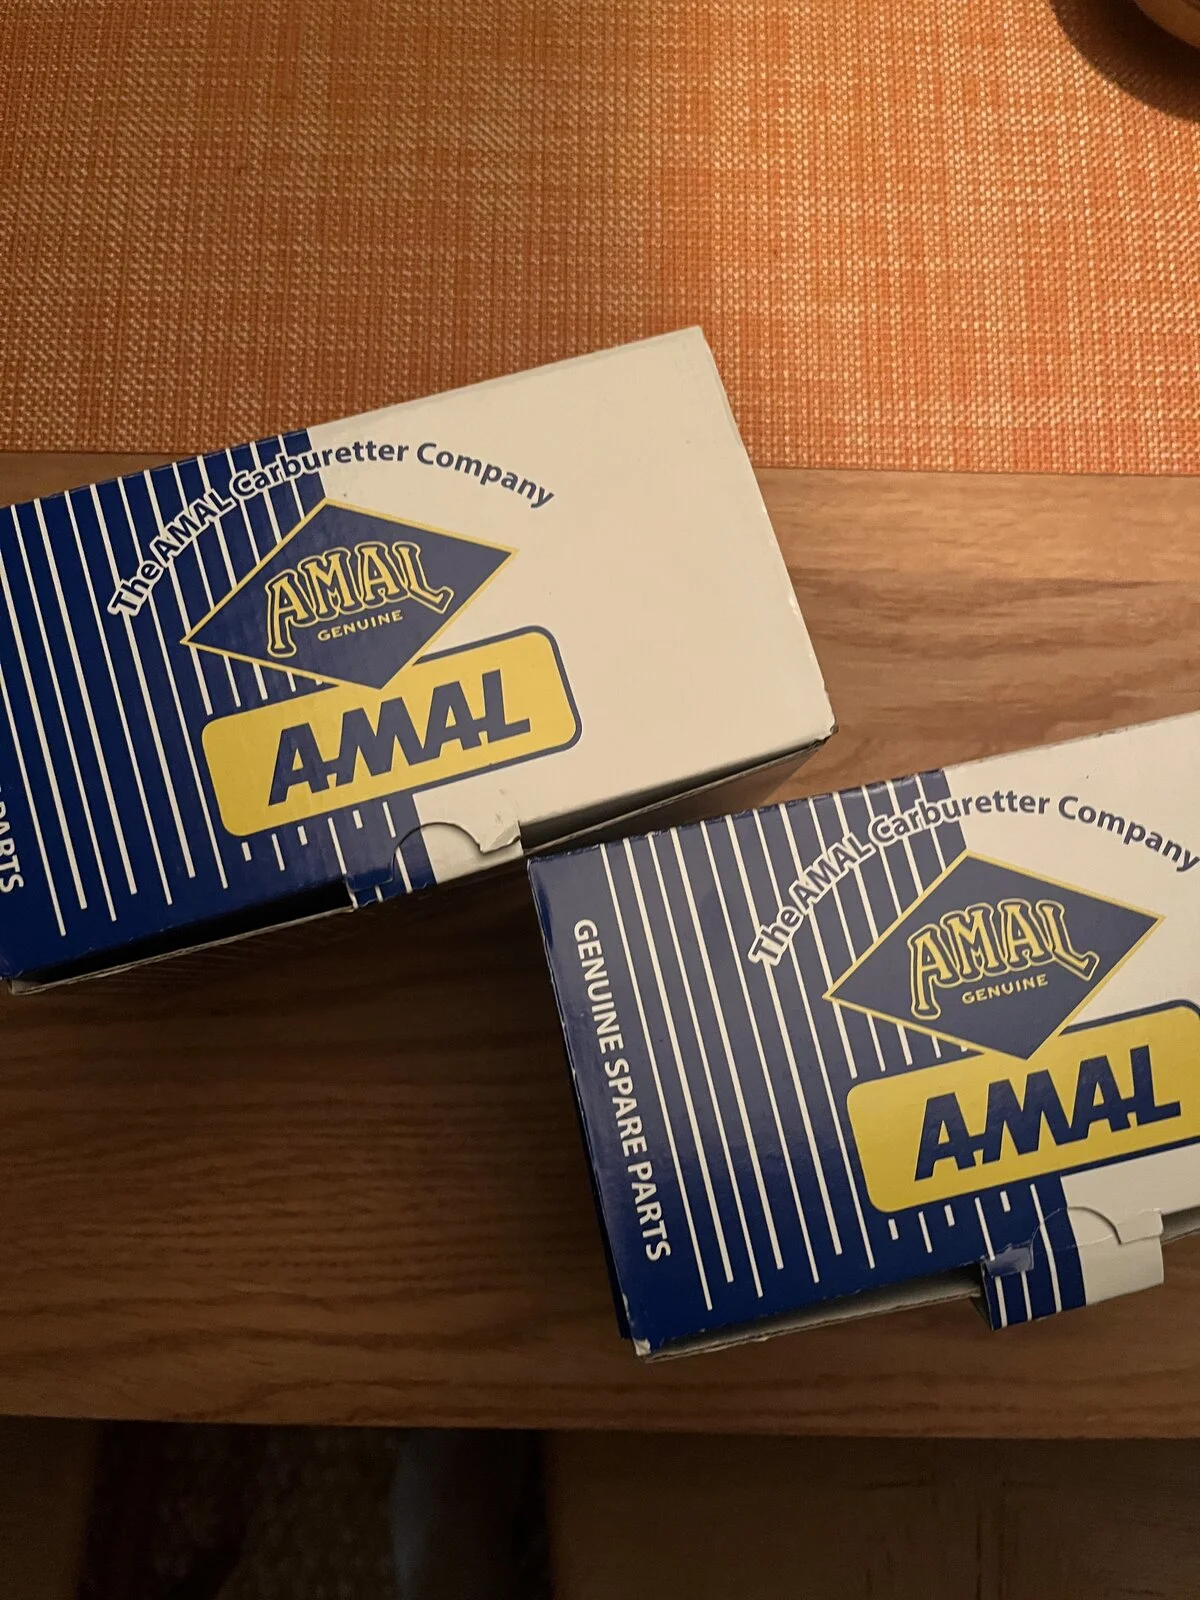 The AMAL Carburetter Company
AMAL
GENUINE
AMAL
PARTS
The AMAL Carburetter Company
AMAL
GENUINE
AMAL
GENUINE SPARE PARTS